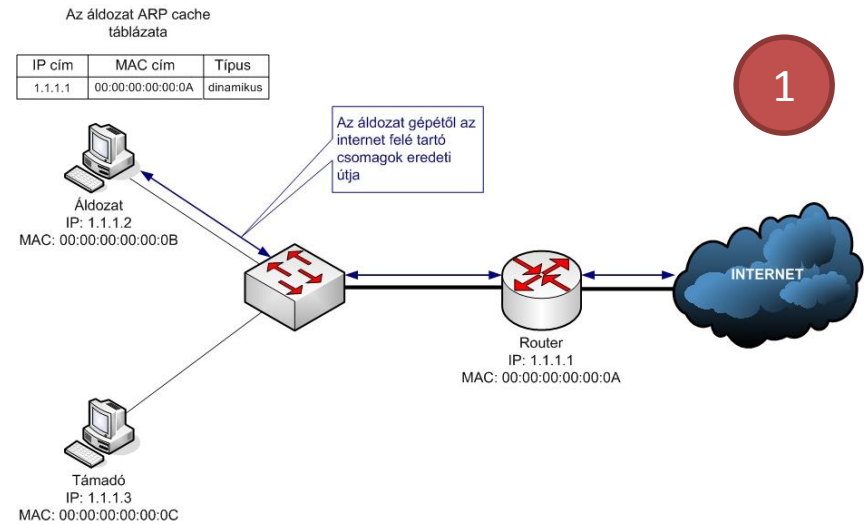 Az áldozat ARP cache
táblázata
IP cím MAC cím Típus
1.1.1.1 00:00:00:00:00:0A dinamikus
1
Az áldozat gépétől az
internet felé tartó
csomagok eredeti
útja
Áldozat
IP: 1.1.1.2
MAC: 00:00:00:00:00:0B
INTERNET
Router
IP: 1.1.1.1
MAC: 00:00:00:00:00:0A
Támadó
IP: 1.1.1.3
MAC: 00:00:00:00:00:0C